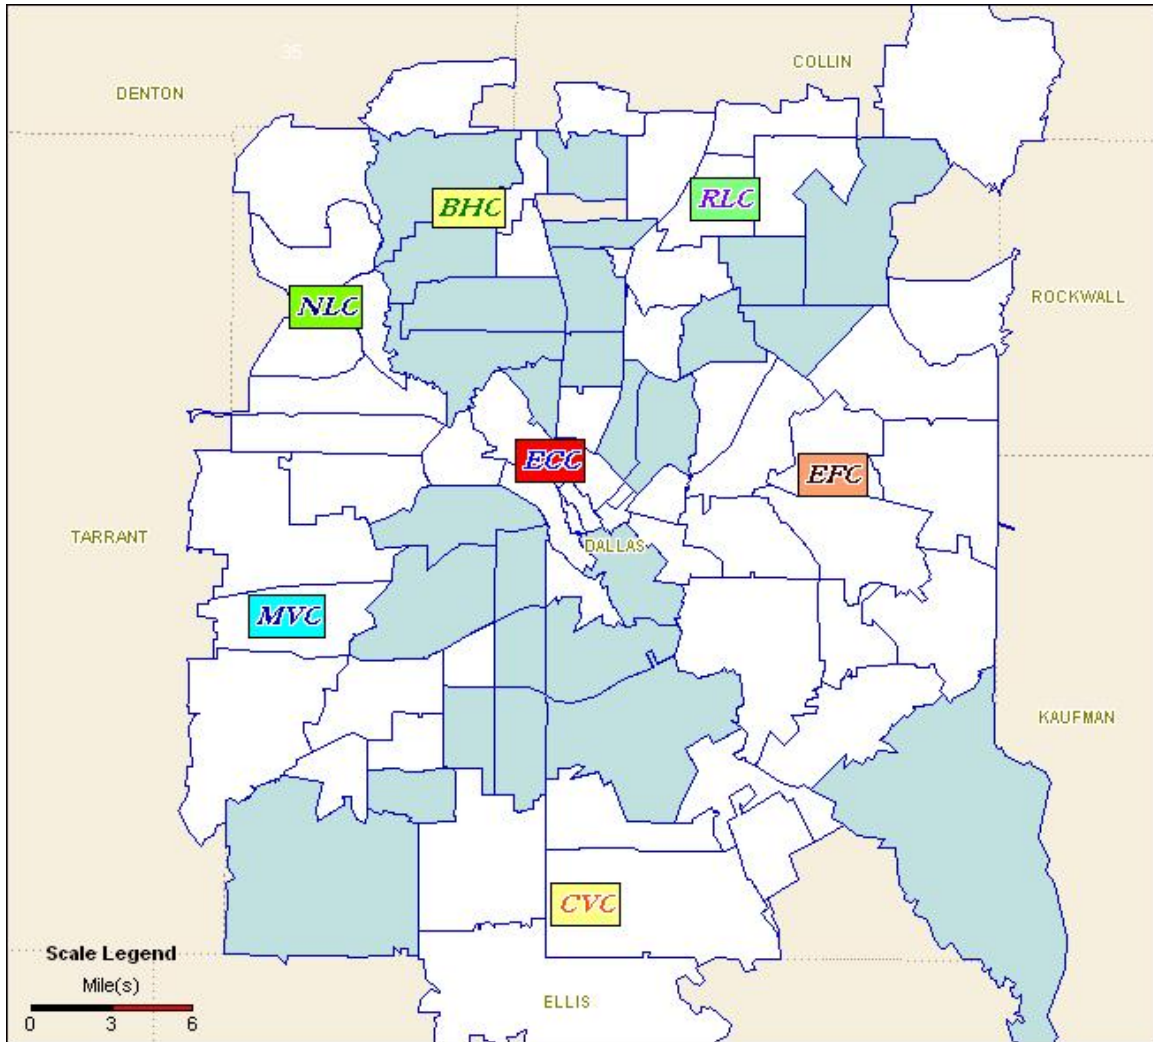 35
COLLIN
DENTON
BHC
RLC
NLC
ROCKWALL
ECC
EFC
TARRANT
DALLAS
MVC
KAUFMAN
CVC
Scale Legend
Mile(s)
ELLIS
0 3 6